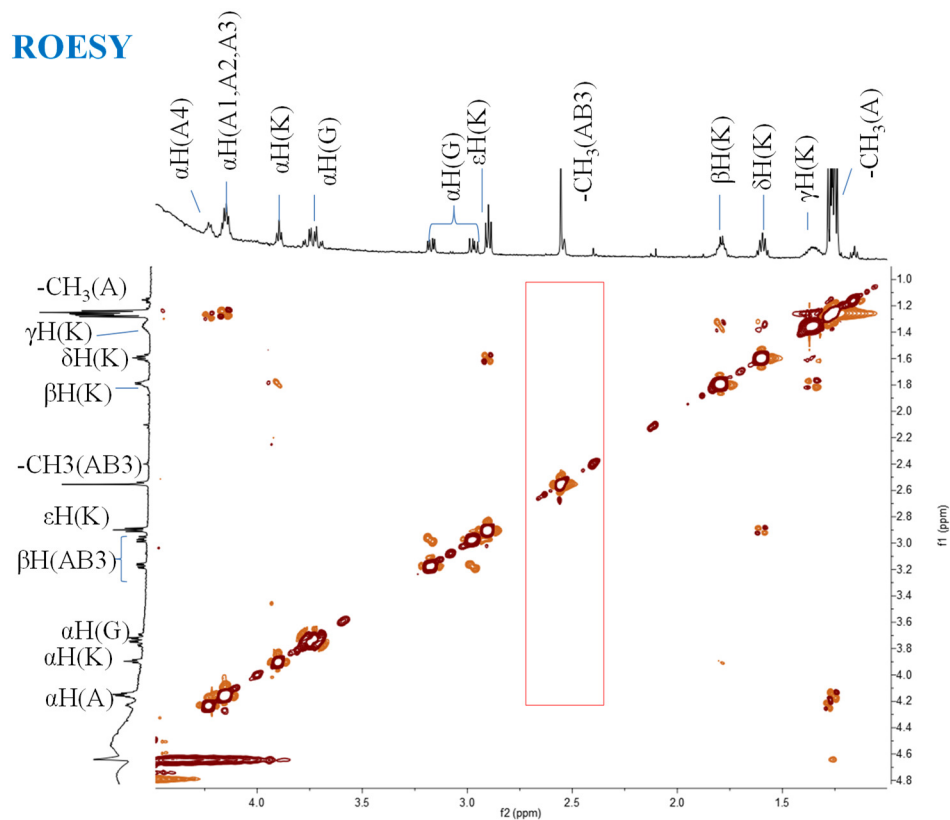 ROESY
αH(A4)
αH(A1,A2,A3)
αH(K)
αH(G)
αH(G)
εH(K)
-CH3(AB3)
βH(K)
δH(K)
γH(K)
-CH3(A)
-CH3(A)
γH(K)
δH(K)
βH(K)
-CH3(AB3)
εH(K)
βH(AB3)
αH(G)
αH(K)
αH(A)
1.0
1.2
1.4
1.6
1.8
2.0
2.2
2.4
2.6
2.8
3.0
3.2
3.4
3.6
3.8
4.0
4.2
4.4
4.6
4.8
f1 (ppm)
4.0 3.5 3.0 2.5 2.0 1.5
f2 (ppm)